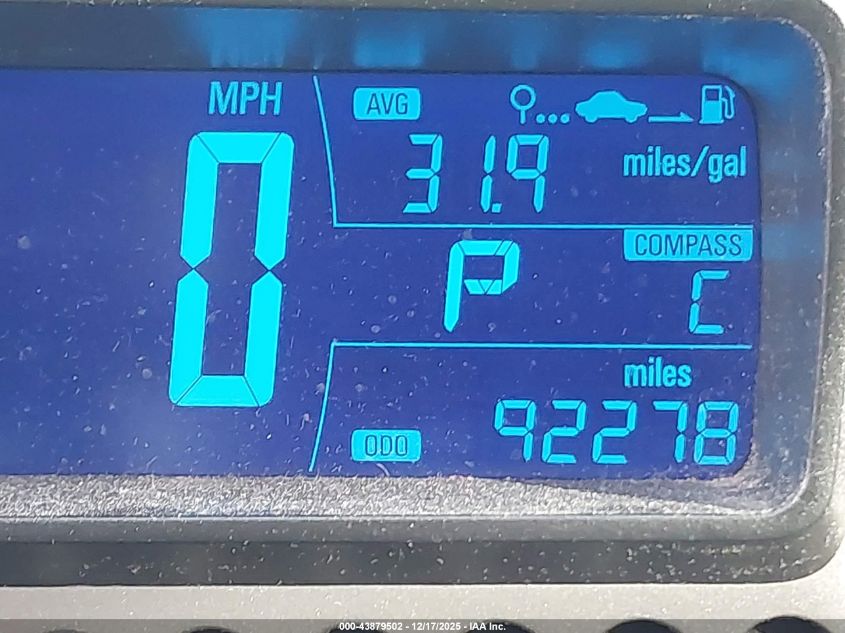 MPH
0
AVG
31.9 miles/gal
COMPASS
P C
miles
ODO 92278
000-43879502 - 12/17/2025 - IAA Inc.